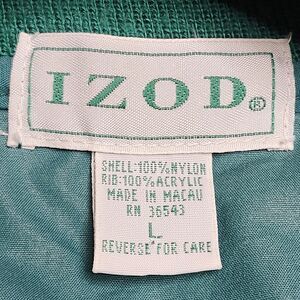 IZOD®
SHELL:100%NYLON
RIB:100%ACRYLIC
MADE IN MACAU
RN 36543
L
REVERSE FOR CARE